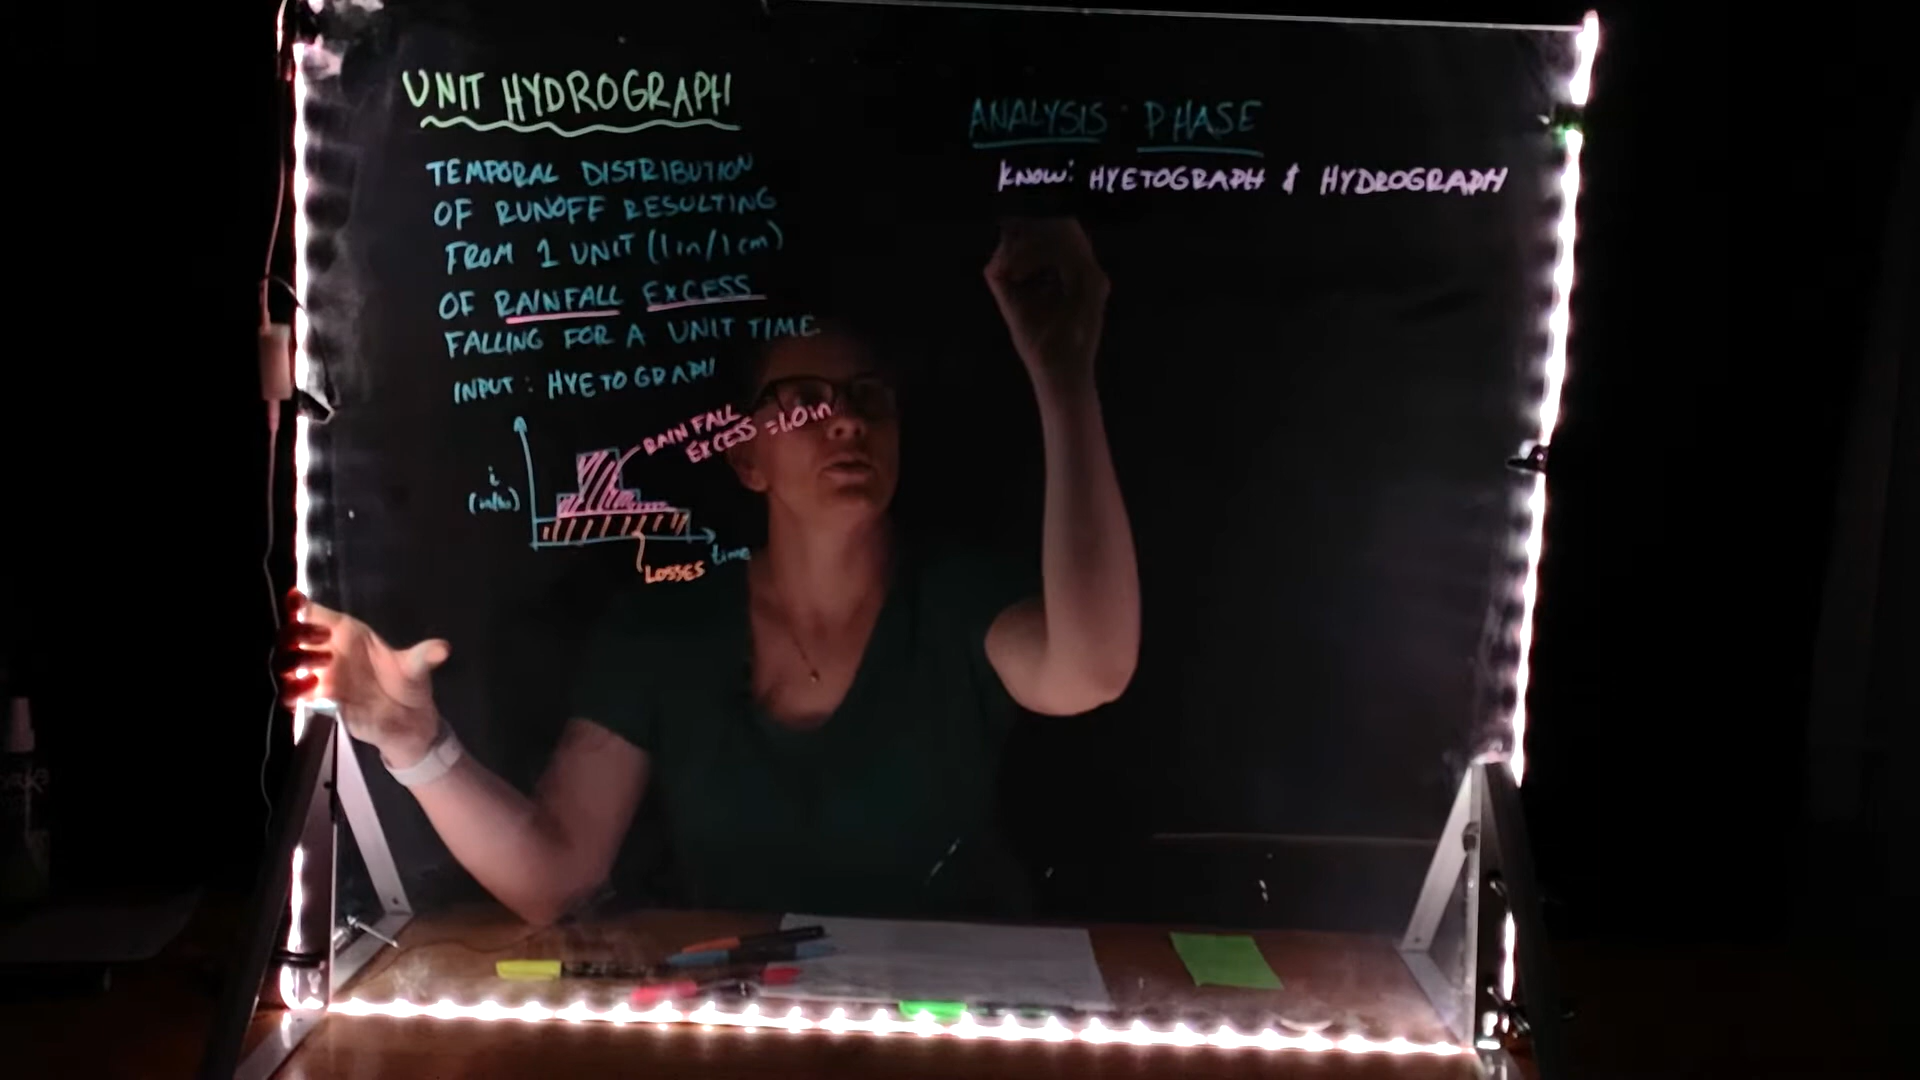 UNIT HYDROGRAPH
TEMPORAL DISTRIBUTION
OF RUNOFF RESULTING
FROM 1 UNIT (1in/1cm)
OF RAINFALL EXCESS
FALLING FOR A UNIT TIME
INPUT: HYETOGRAPH
RAINFALL
EXCESS = 1.0in
i
(in/hr)
time
LOSSES
ANALYSIS: PHASE
KNOW: HYETOGRAPH & HYDROGRAPH